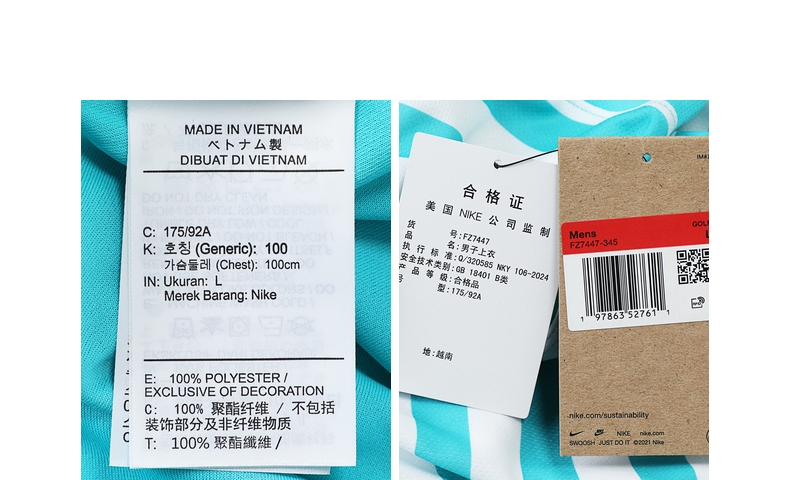 MADE IN VIETNAM
ベトナム製
DIBUAT DI VIETNAM
C: 175/92A
K: 호칭 (Generic): 100
가슴둘레 (Chest): 100cm
IN: Ukuran: L
Merek Barang: Nike
E: 100% POLYESTER /
EXCLUSIVE OF DECORATION
C: 100% 聚酯纤维 / 不包括
装饰部分及非纤维物质
T: 100% 聚酯纖維 /
合格证
美国 NIKE 公司监制
货 号:FZ7447
品 名:男子上衣
执行标准:Q/320585 NKY 106-2024
安全技术类别:GB 18401 B类
产品等级:合格品
号 型:175/92A
地:越南
Mens
FZ7447-345
1 97863 52761 1
nike.com/sustainability
NIKE nike.com
SWOOSH JUST DO IT ©2021 Nike